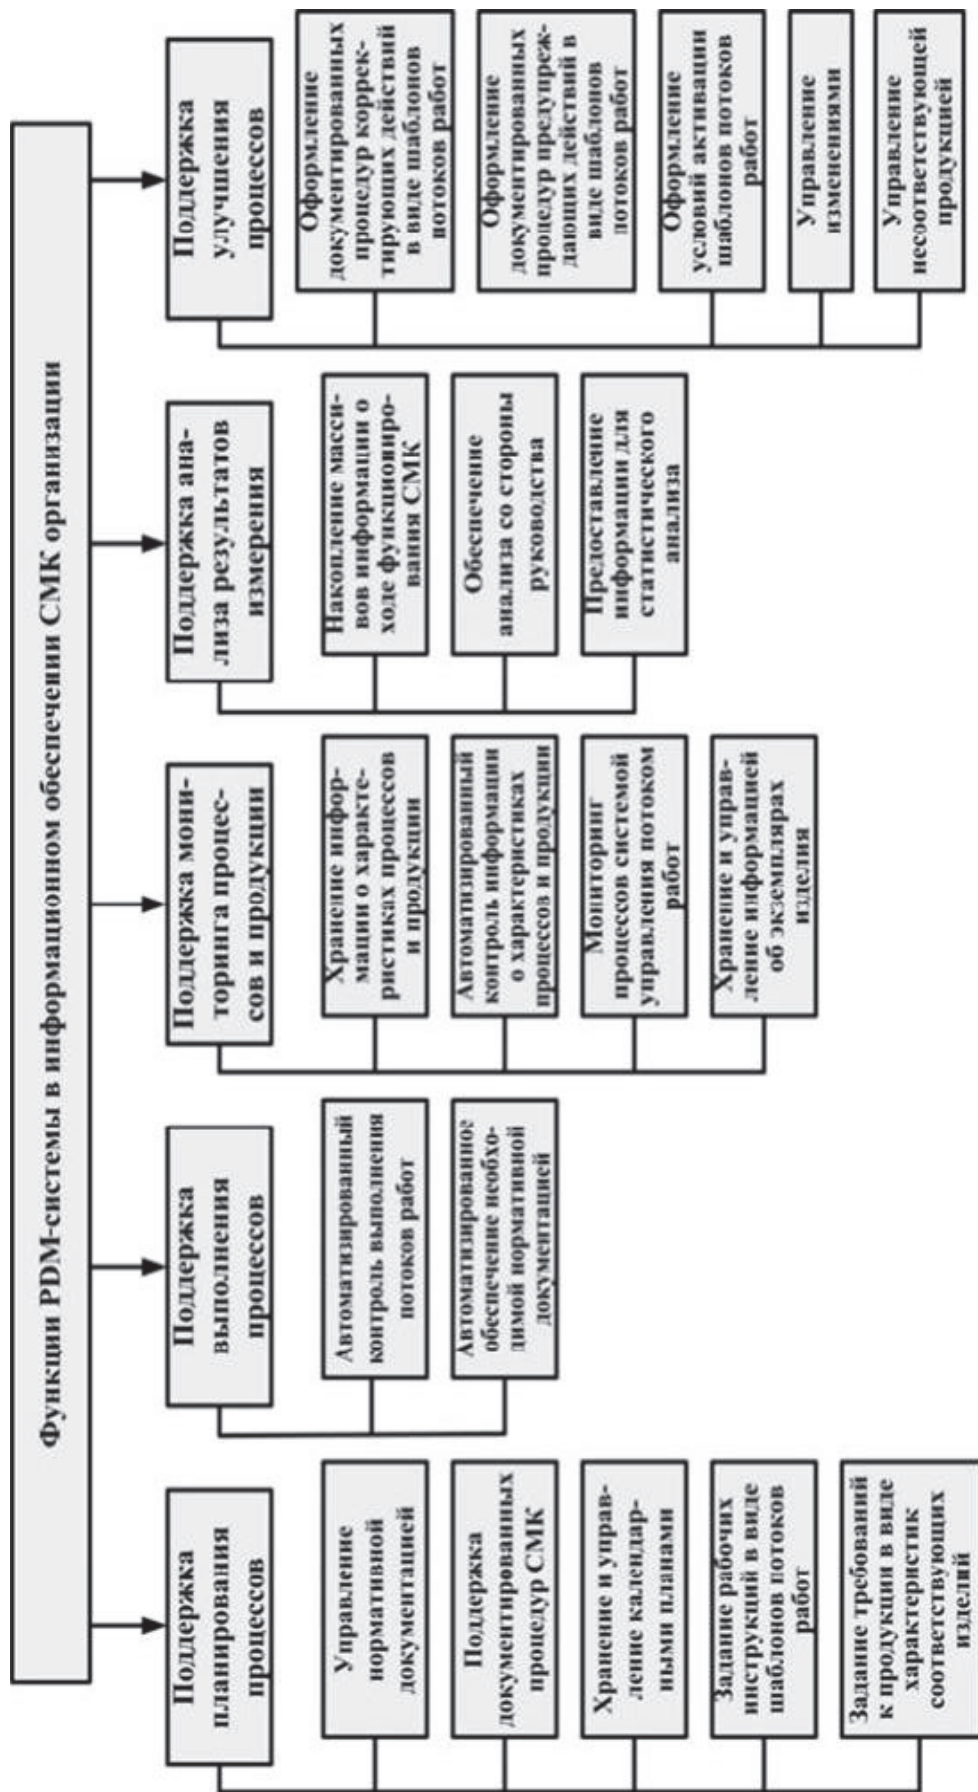 Функции PDM-системы в информационном обеспечении СМК организации
Поддержка
планирования
процессов
Управление
нормативной
документацией
Поддержка
документированных
процедур СМК
Хранение и управ-
ление календар-
ными планами
Задание рабочих
инструкций в виде
шаблонов потоков
работ
Задание требований
к продукции в виде
характеристик
соответствующих
изделий
Поддержка
выполнения
процессов
Автоматизированный
контроль выполнения
потоков работ
Автоматизированное
обеспечение необхо-
димой нормативной
документацией
Поддержка мони-
торинга процес-
сов и продукции
Хранение инфор-
мации о характе-
ристиках процессов
и продукции
Автоматизированный
контроль информации
о характеристиках
процессов и продукции
Мониторинг
процессов системой
управления потоком
работ
Хранение и управ-
ление информацией
об экземплярах
изделия
Поддержка ана-
лиза результатов
измерения
Накопление масси-
вов информации о
ходе функциониро-
вания СМК
Обеспечение
анализа со стороны
руководства
Предоставление
информации для
статистического
анализа
Поддержка
улучшения
процессов
Оформление
документированных
процедур коррек-
тирующих действий
в виде шаблонов
потоков работ
Оформление
документированных
процедур предупреж-
дающих действий в
виде шаблонов
потоков работ
Оформление
условий активации
шаблонов потоков
работ
Управление
изменениями
Управление
несоответствующей
продукцией